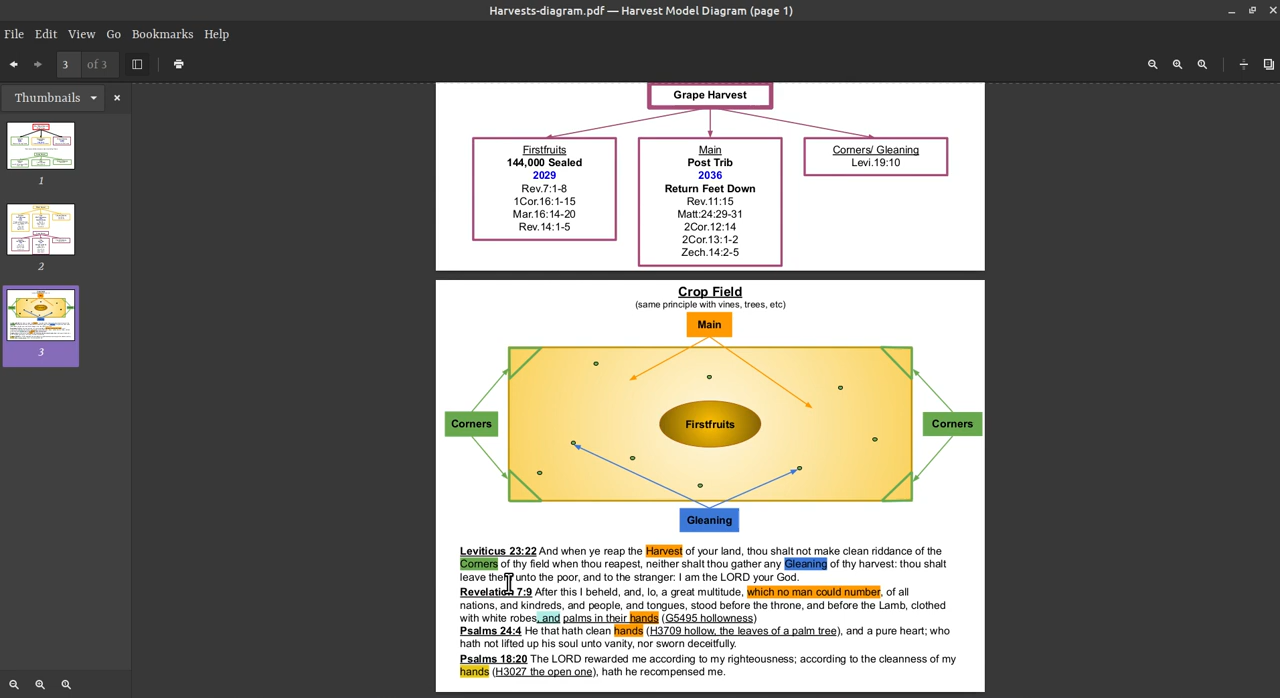 Harvests-diagram.pdf — Harvest Model Diagram (page 1)
File Edit View Go Bookmarks Help
3 of 3
Thumbnails
1
2
3
Grape Harvest
Firstfruits
144,000 Sealed
2029
Rev.7:1-8
1Cor.16:1-15
Mar.16:14-20
Rev.14:1-5
Main
Post Trib
2036
Return Feet Down
Rev.11:15
Matt:24:29-31
2Cor.12:14
2Cor.13:1-2
Zech.14:2-5
Corners/ Gleaning
Levi.19:10
Crop Field
(same principle with vines, trees, etc)
Main
Corners
Firstfruits
Corners
Gleaning
Leviticus 23:22 And when ye reap the Harvest of your land, thou shalt not make clean riddance of the
Corners of thy field when thou reapest, neither shalt thou gather any Gleaning of thy harvest: thou shalt
leave them unto the poor, and to the stranger: I am the LORD your God.
Revelation 7:9 After this I beheld, and, lo, a great multitude, which no man could number, of all
nations, and kindreds, and people, and tongues, stood before the throne, and before the Lamb, clothed
with white robes, and palms in their hands (G5495 hollowness)
Psalms 24:4 He that hath clean hands (H3709 hollow, the leaves of a palm tree), and a pure heart; who
hath not lifted up his soul unto vanity, nor sworn deceitfully.
Psalms 18:20 The LORD rewarded me according to my righteousness; according to the cleanness of my
hands (H3027 the open one), hath he recompensed me.